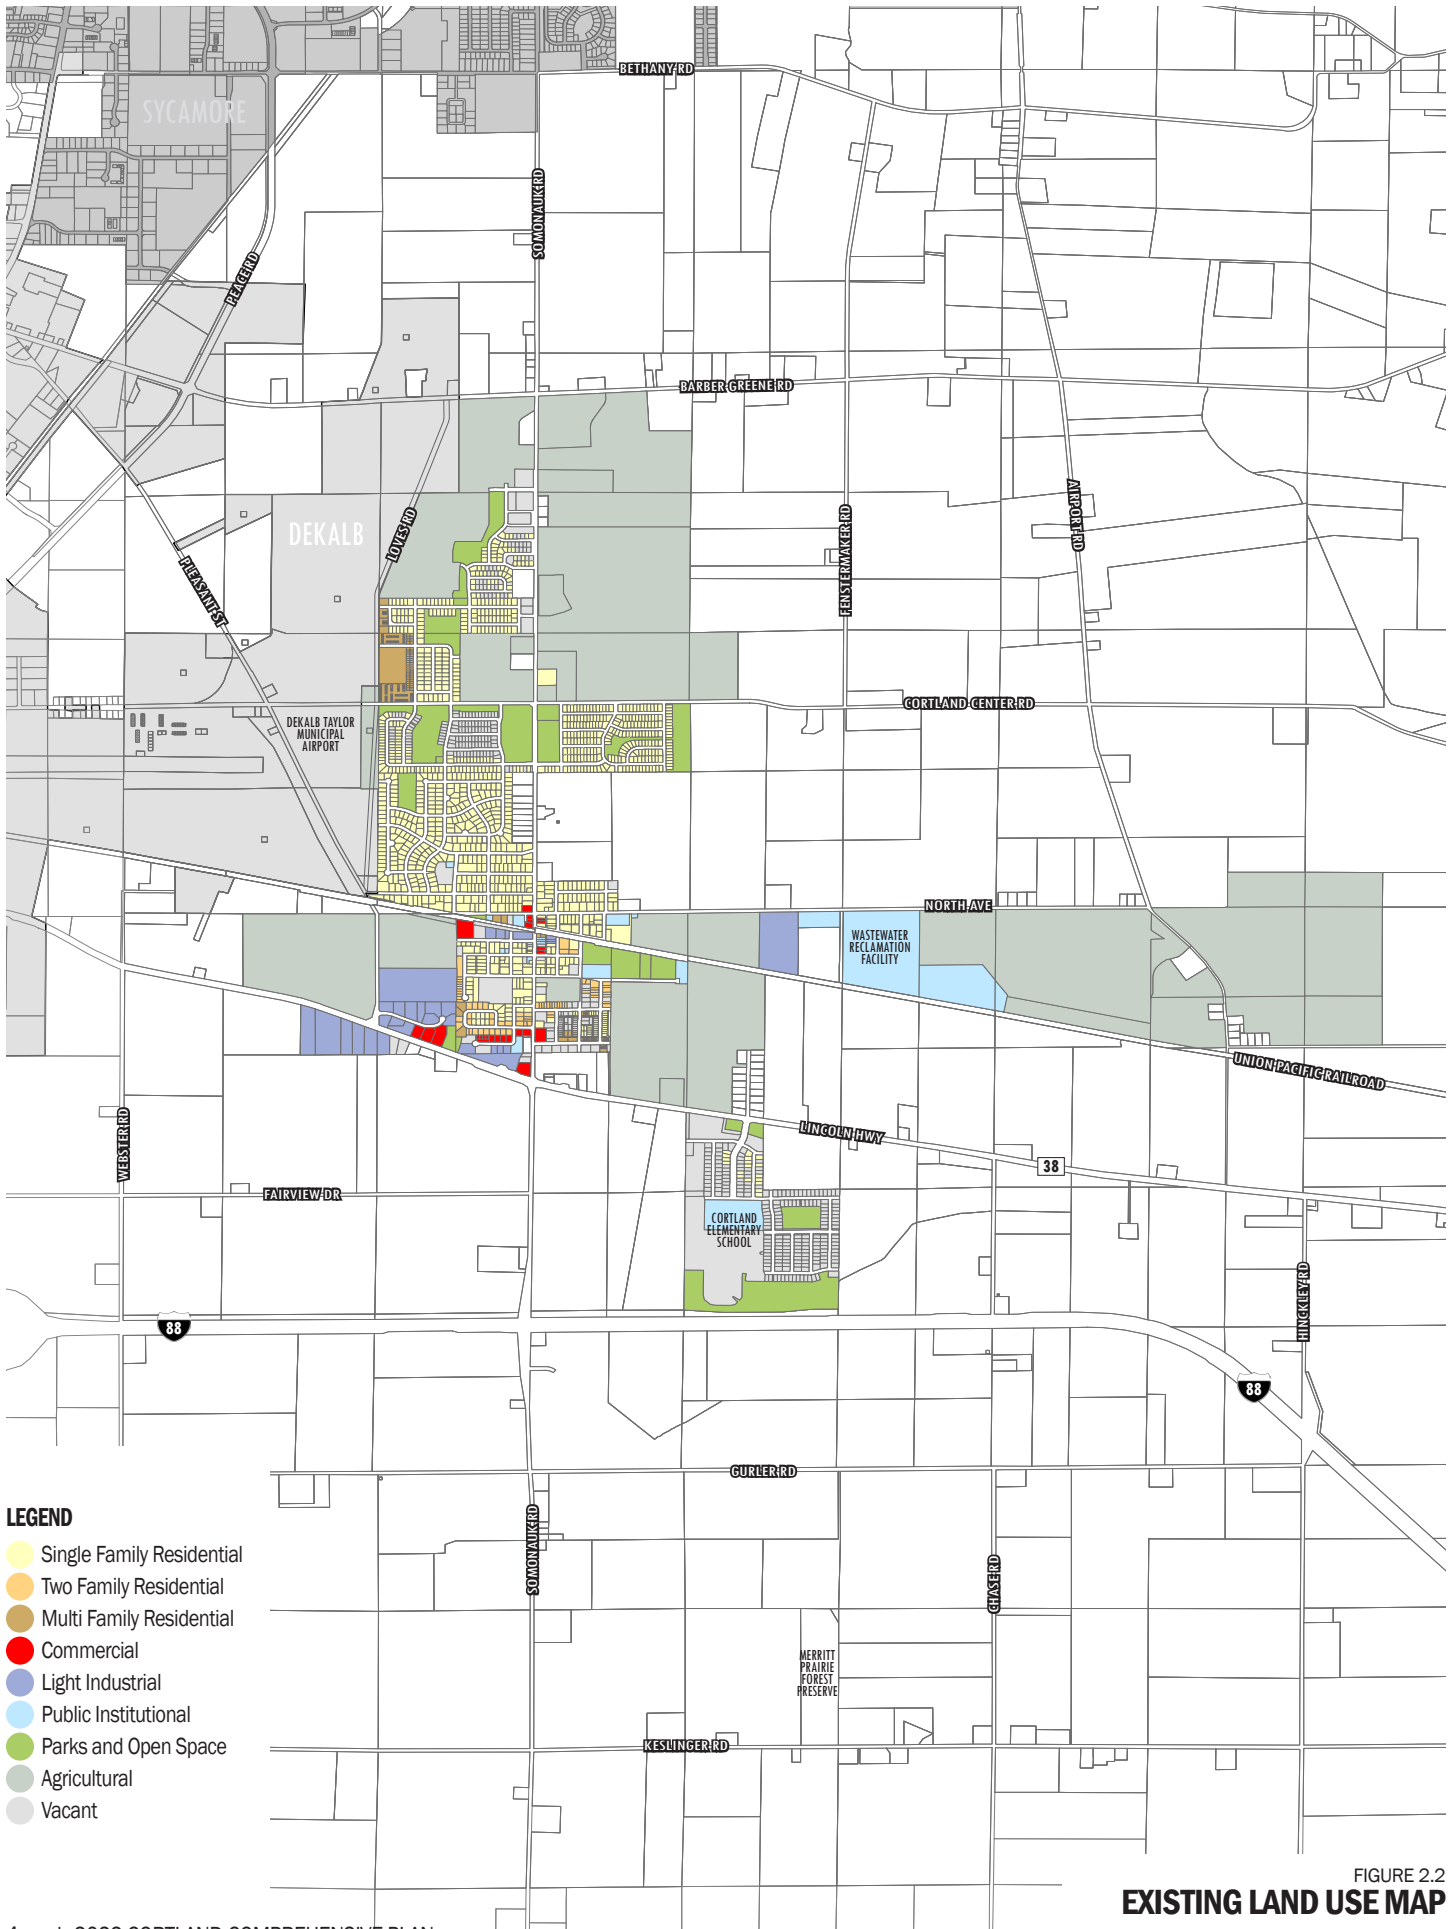 BETHANY RD
SYCAMORE
SOMONAUK RD
PEACE RD
BARBER GREENE RD
LOVES RD
DEKALB
AIRPORT RD
FENSTERMAKER RD
PLEASANT ST
CORTLAND CENTER RD
DEKALB TAYLOR
MUNICIPAL
AIRPORT
NORTH AVE
WASTEWATER
RECLAMATION
FACILITY
UNION PACIFIC RAILROAD
WEBSTER RD
LINCOLN HWY
38
FAIRVIEW DR
CORTLAND
ELEMENTARY
SCHOOL
HINCKLEY RD
88
88
GURLER RD
SOMONAUK RD
CHASE RD
MERRITT
PRAIRIE
FOREST
PRESERVE
KESLINGER RD
LEGEND
Single Family Residential
Two Family Residential
Multi Family Residential
Commercial
Light Industrial
Public Institutional
Parks and Open Space
Agricultural
Vacant
FIGURE 2.2
EXISTING LAND USE MAP
CORTLAND COMPREHENSIVE PLAN